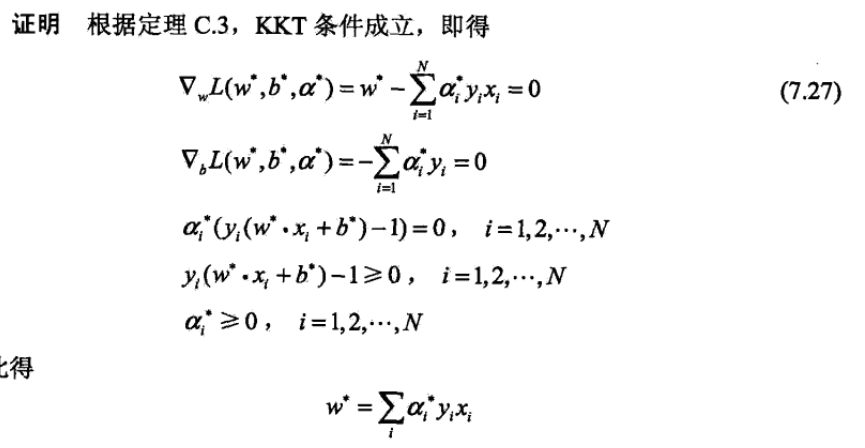 证明 根据定理 C.3，KKT 条件成立，即得
∇_w L(w*,b*,α*) = w* − ∑_{i=1}^{N} α_i* y_i x_i = 0 (7.27)
∇_b L(w*,b*,α*) = −∑_{i=1}^{N} α_i* y_i = 0
α_i*(y_i(w*·x_i + b*) − 1) = 0， i = 1,2,⋯,N
y_i(w*·x_i + b*) − 1 ⩾ 0， i = 1,2,⋯,N
α_i* ⩾ 0， i = 1,2,⋯,N
得
w* = ∑_i α_i* y_i x_i